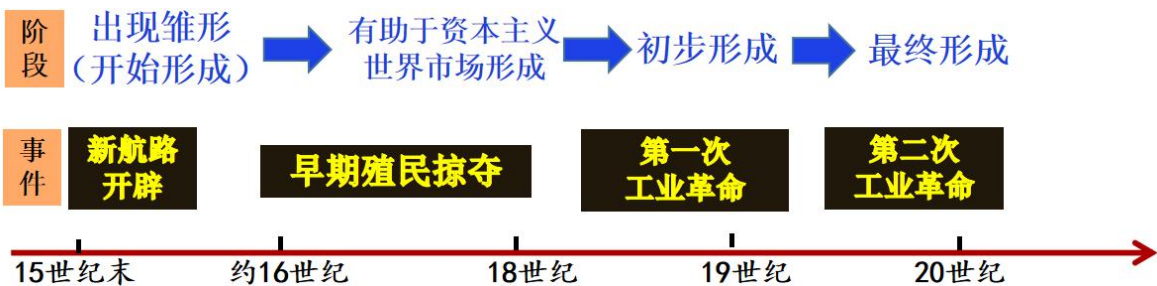 阶段
出现雏形
（开始形成）
有助于资本主义
世界市场形成
初步形成
最终形成
事件
新航路
开辟
早期殖民掠夺
第一次
工业革命
第二次
工业革命
15世纪末
约16世纪
18世纪
19世纪
20世纪